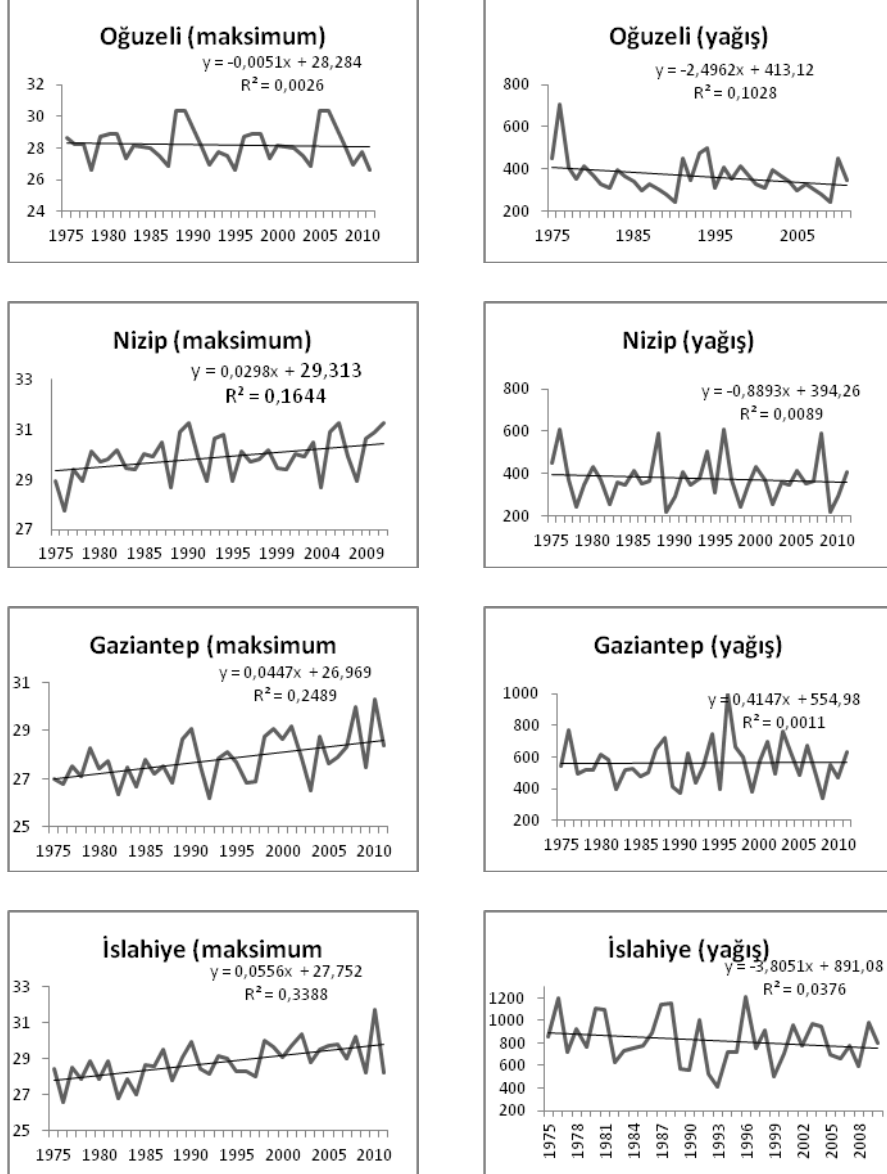 Oğuzeli (maksimum)
y = -0,0051x + 28,284
R² = 0,0026
32
30
28
26
24
1975 1980 1985 1990 1995 2000 2005 2010
Oğuzeli (yağış)
y = -2,4962x + 413,12
R² = 0,1028
800
600
400
200
1975 1985 1995 2005
Nizip (maksimum)
y = 0,0298x + 29,313
R² = 0,1644
33
31
29
27
1975 1980 1985 1990 1995 1999 2004 2009
Nizip (yağış)
y = -0,8893x + 394,26
R² = 0,0089
800
600
400
200
1975 1980 1985 1990 1995 2000 2005 2010
Gaziantep (maksimum
y = 0,0447x + 26,969
R² = 0,2489
31
29
27
25
1975 1980 1985 1990 1995 2000 2005 2010
Gaziantep (yağış)
y = 0,4147x + 554,98
R² = 0,0011
1000
800
600
400
200
1975 1980 1985 1990 1995 2000 2005 2010
İslahiye (maksimum
y = 0,0556x + 27,752
R² = 0,3388
33
31
29
27
25
1975 1980 1985 1990 1995 2000 2005 2010
İslahiye (yağış)
y = -3,8051x + 891,08
R² = 0,0376
1200
1000
800
600
400
200
1975 1978 1981 1984 1987 1990 1993 1996 1999 2002 2005 2008